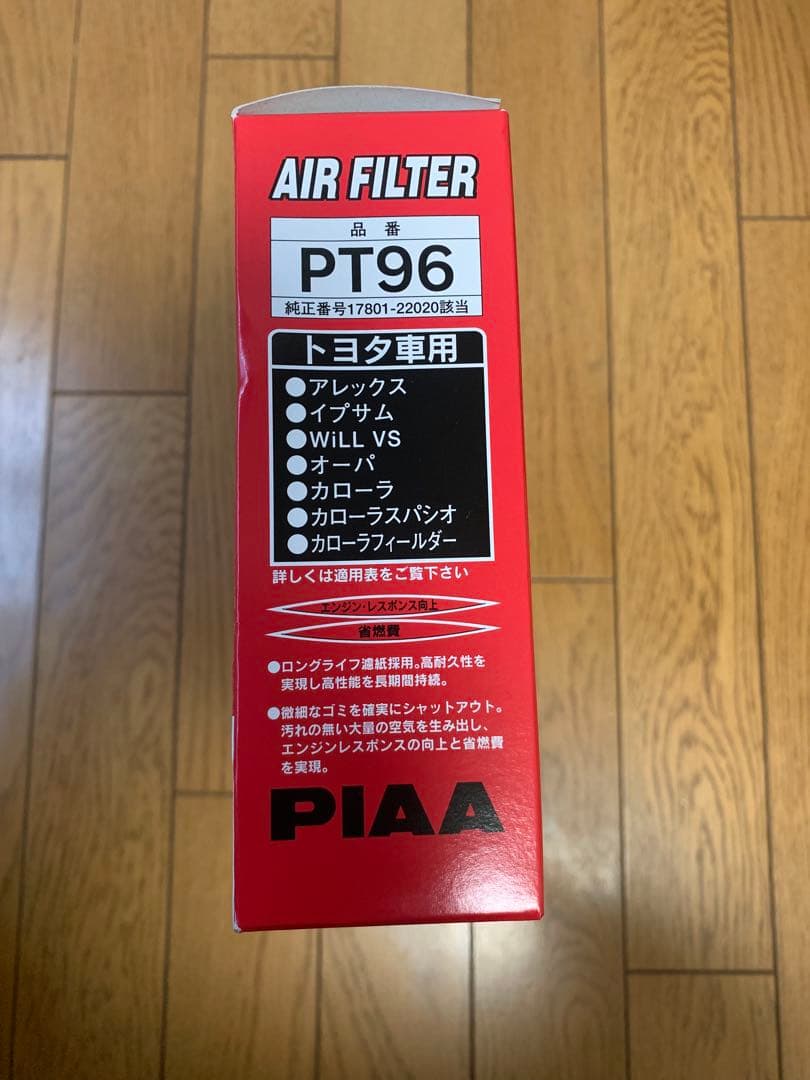 AIR FILTER
品番
PT96
純正番号17801-22020該当
トヨタ車用
●アレックス
●イプサム
●WiLL VS
●オーパ
●カローラ
●カローラスパシオ
●カローラフィールダー
詳しくは適用表をご覧下さい
エンジン・レスポンス向上
省燃費
●ロングライフ濾紙採用。高耐久性を
実現し高性能を長期間持続。
●微細なゴミを確実にシャットアウト。
汚れの無い大量の空気を生み出し、
エンジンレスポンスの向上と省燃費
を実現。
PIAA